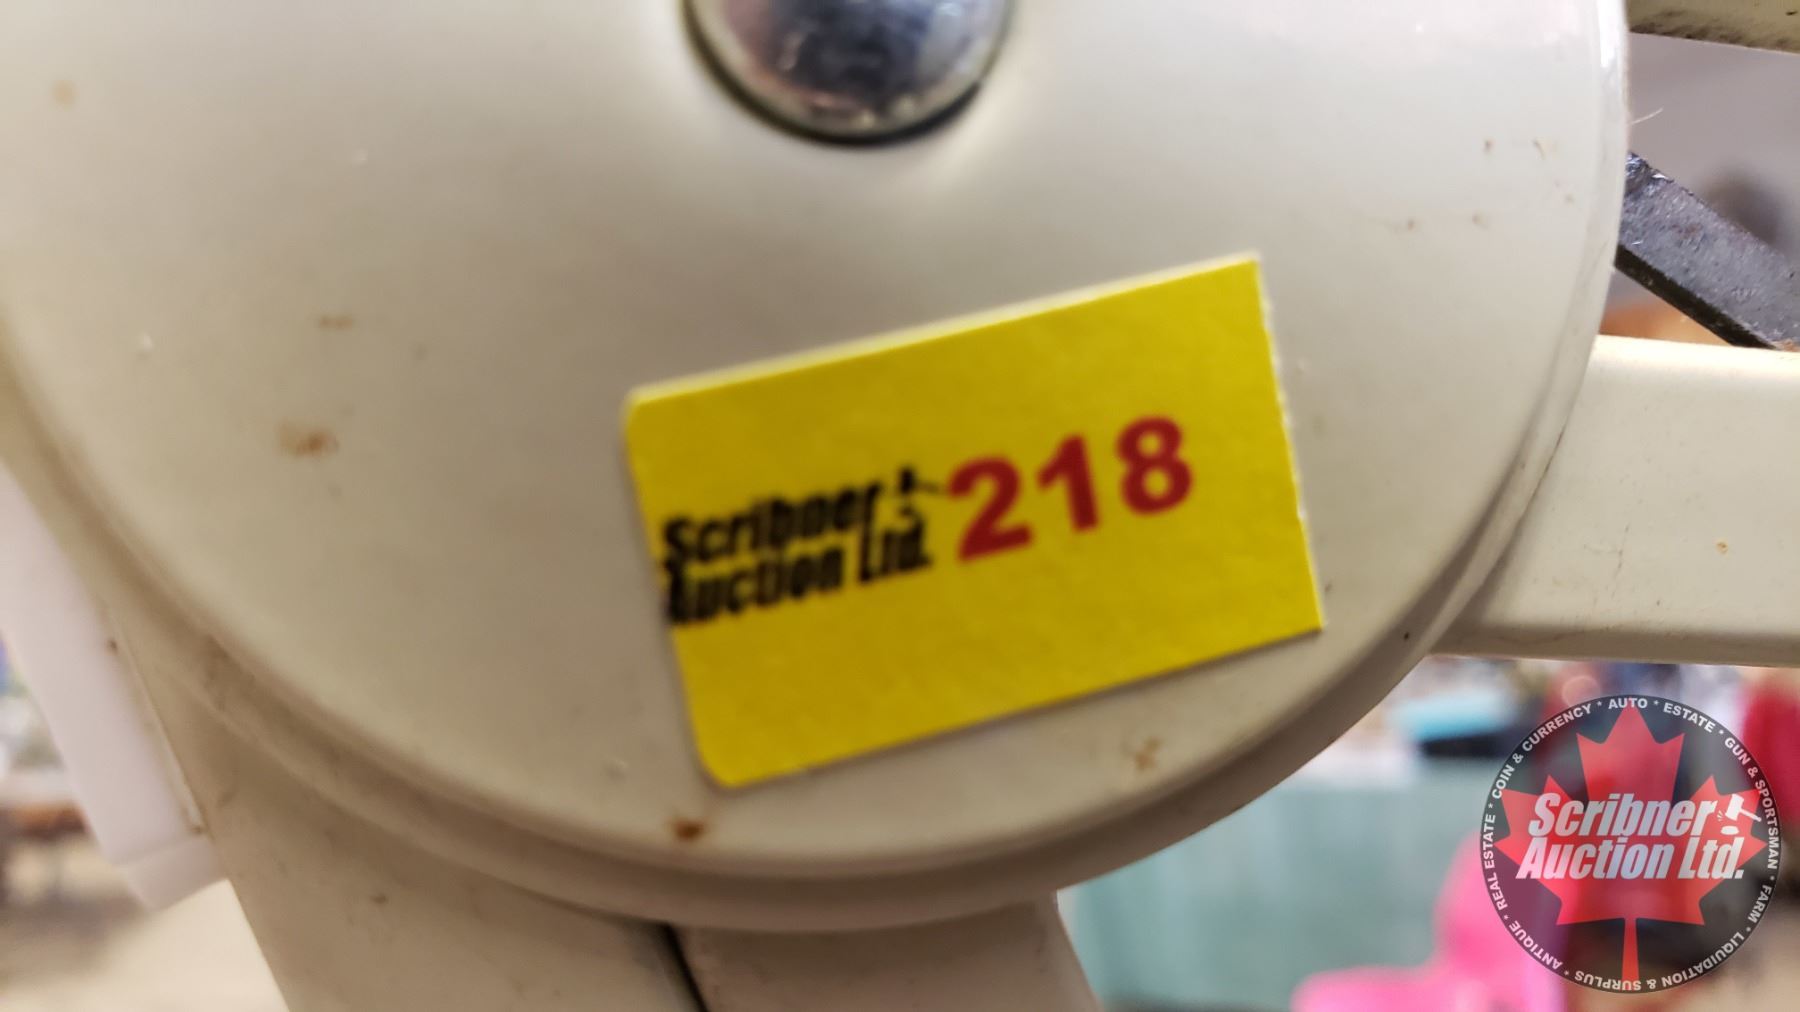 Scribner
Auction Ltd.
218
COIN & CURRENCY * AUTO * ESTATE * GUN & SPORTSMAN * FARM * LIQUIDATION & SURPLUS * ANTIQUE * REAL ESTATE *
Scribner
Auction Ltd.